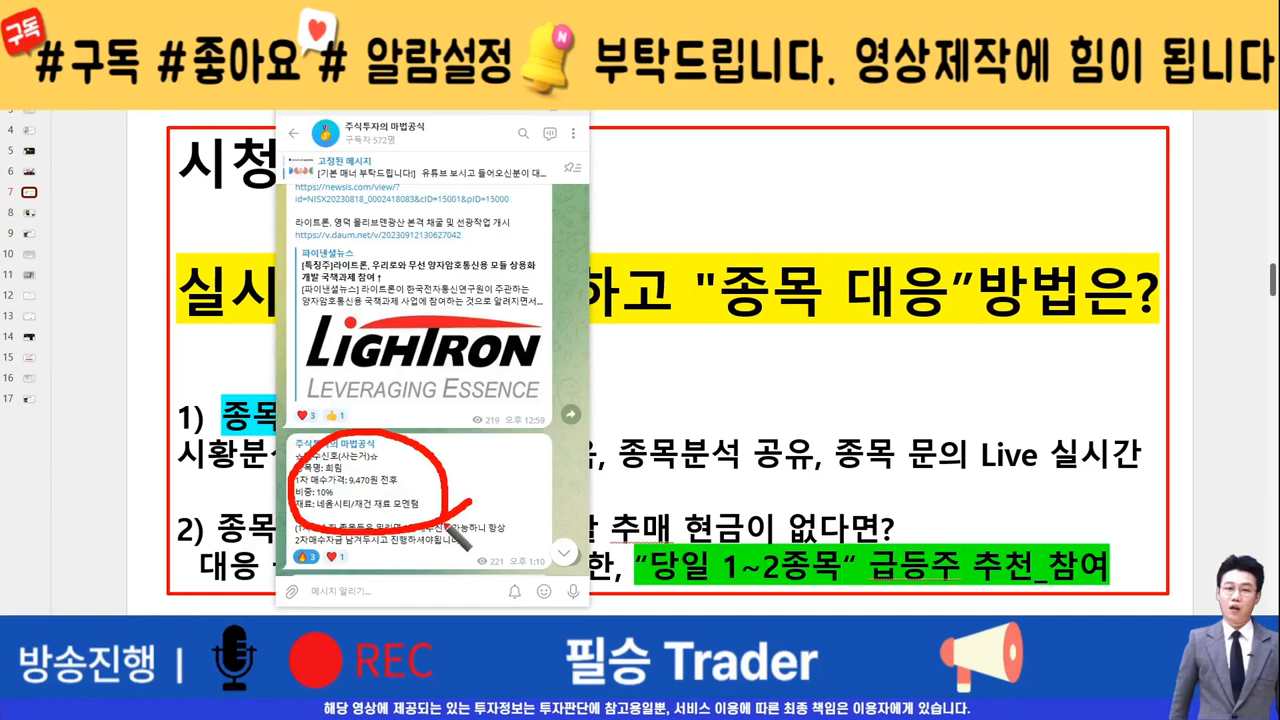 구독
#구독 #좋아요 # 알람설정
N
부탁드립니다. 영상제작에 힘이 됩니다
4
5
6
7
8
9
10
11
12
13
14
15
16
17
시청
실시
하고 "종목 대응”방법은?
1) 종목
시황분석
종목분석 공유, 종목 문의 Live 실시간
2) 종목
추매 현금이 없다면?
대응
한, “당일 1~2종목“ 급등주 추천_참여
주식투자의 마법공식
구독자 572명
고정된 메시지
[기본 매너 부탁드립니다!] 유튜브 보시고 들어오신분이 대...
https://newsis.com/view/?
id=NISX20230818_0002418083&cID=15001&pID=15000
라이트론, 영덕 몰리브덴광산 본격 채굴 및 선광작업 개시
https://v.daum.net/v/20230912130627042
파이낸셜뉴스
[특징주]라이트론, 우리로와 무선 양자암호통신용 모듈 상용화
개발 국책과제 참여↑
[파이낸셜뉴스] 라이트론이 한국전자통신연구원이 주관하는
양자암호통신용 국책과제 사업에 참여하는 것으로 알려지면서...
LIGHTRON
LEVERAGING ESSENCE
3 1
219 오후 12:59
주식투자의 마법공식
☆매수신호(사는거)☆
종목명: 희림
1차 매수가격: 9,470원 전후
비중: 10%
재료: 네옴시티/재건 재료 모멘텀
2차매수자금 남겨두시고 진행하셔야됩니다
3 1
221 오후 1:10
메시지 알리기...
방송진행 |
REC
필승 Trader
해당 영상에 제공되는 있는 투자정보는 투자판단에 참고용일뿐, 서비스 이용에 따른 최종 책임은 이용자에게 있습니다.